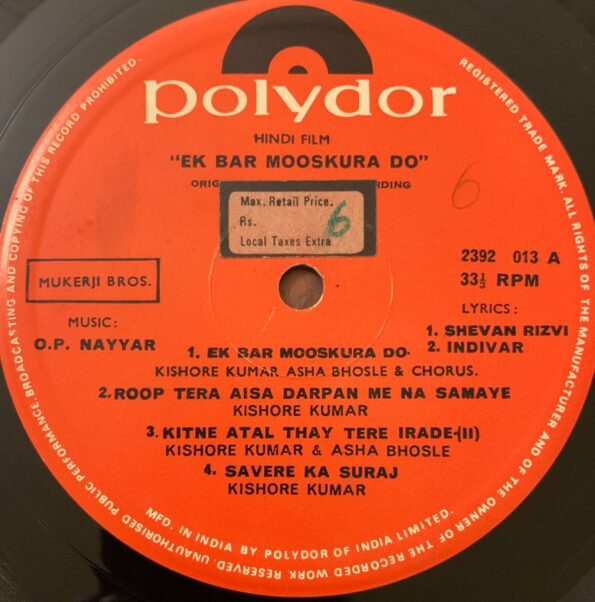 polydor
HINDI FILM
"EK BAR MOOSKURA DO"
ORIG RDING
Max. Retail Price.
Rs. 6
Local Taxes Extra
6
2392 013 A
33⅓ RPM
MUKERJI BROS.
MUSIC:
O.P. NAYYAR
LYRICS:
1. SHEVAN RIZVI
2. INDIVAR
1. EK BAR MOOSKURA DO.
KISHORE KUMAR ASHA BHOSLE & CHORUS.
2. ROOP TERA AISA DARPAN ME NA SAMAYE
KISHORE KUMAR
3. KITNE ATAL THAY TERE IRADE-(II)
KISHORE KUMAR & ASHA BHOSLE
4. SAVERE KA SURAJ
KISHORE KUMAR
MFD. IN INDIA BY POLYDOR OF INDIA LIMITED.
REGISTERED TRADE MARK. ALL RIGHTS OF THE MANUFACTURER AND OF THE OWNER OF THE RECORDED WORK RESERVED. UNAUTHORISED PUBLIC PERFORMANCE, BROADCASTING AND COPYING OF THIS RECORD PROHIBITED.